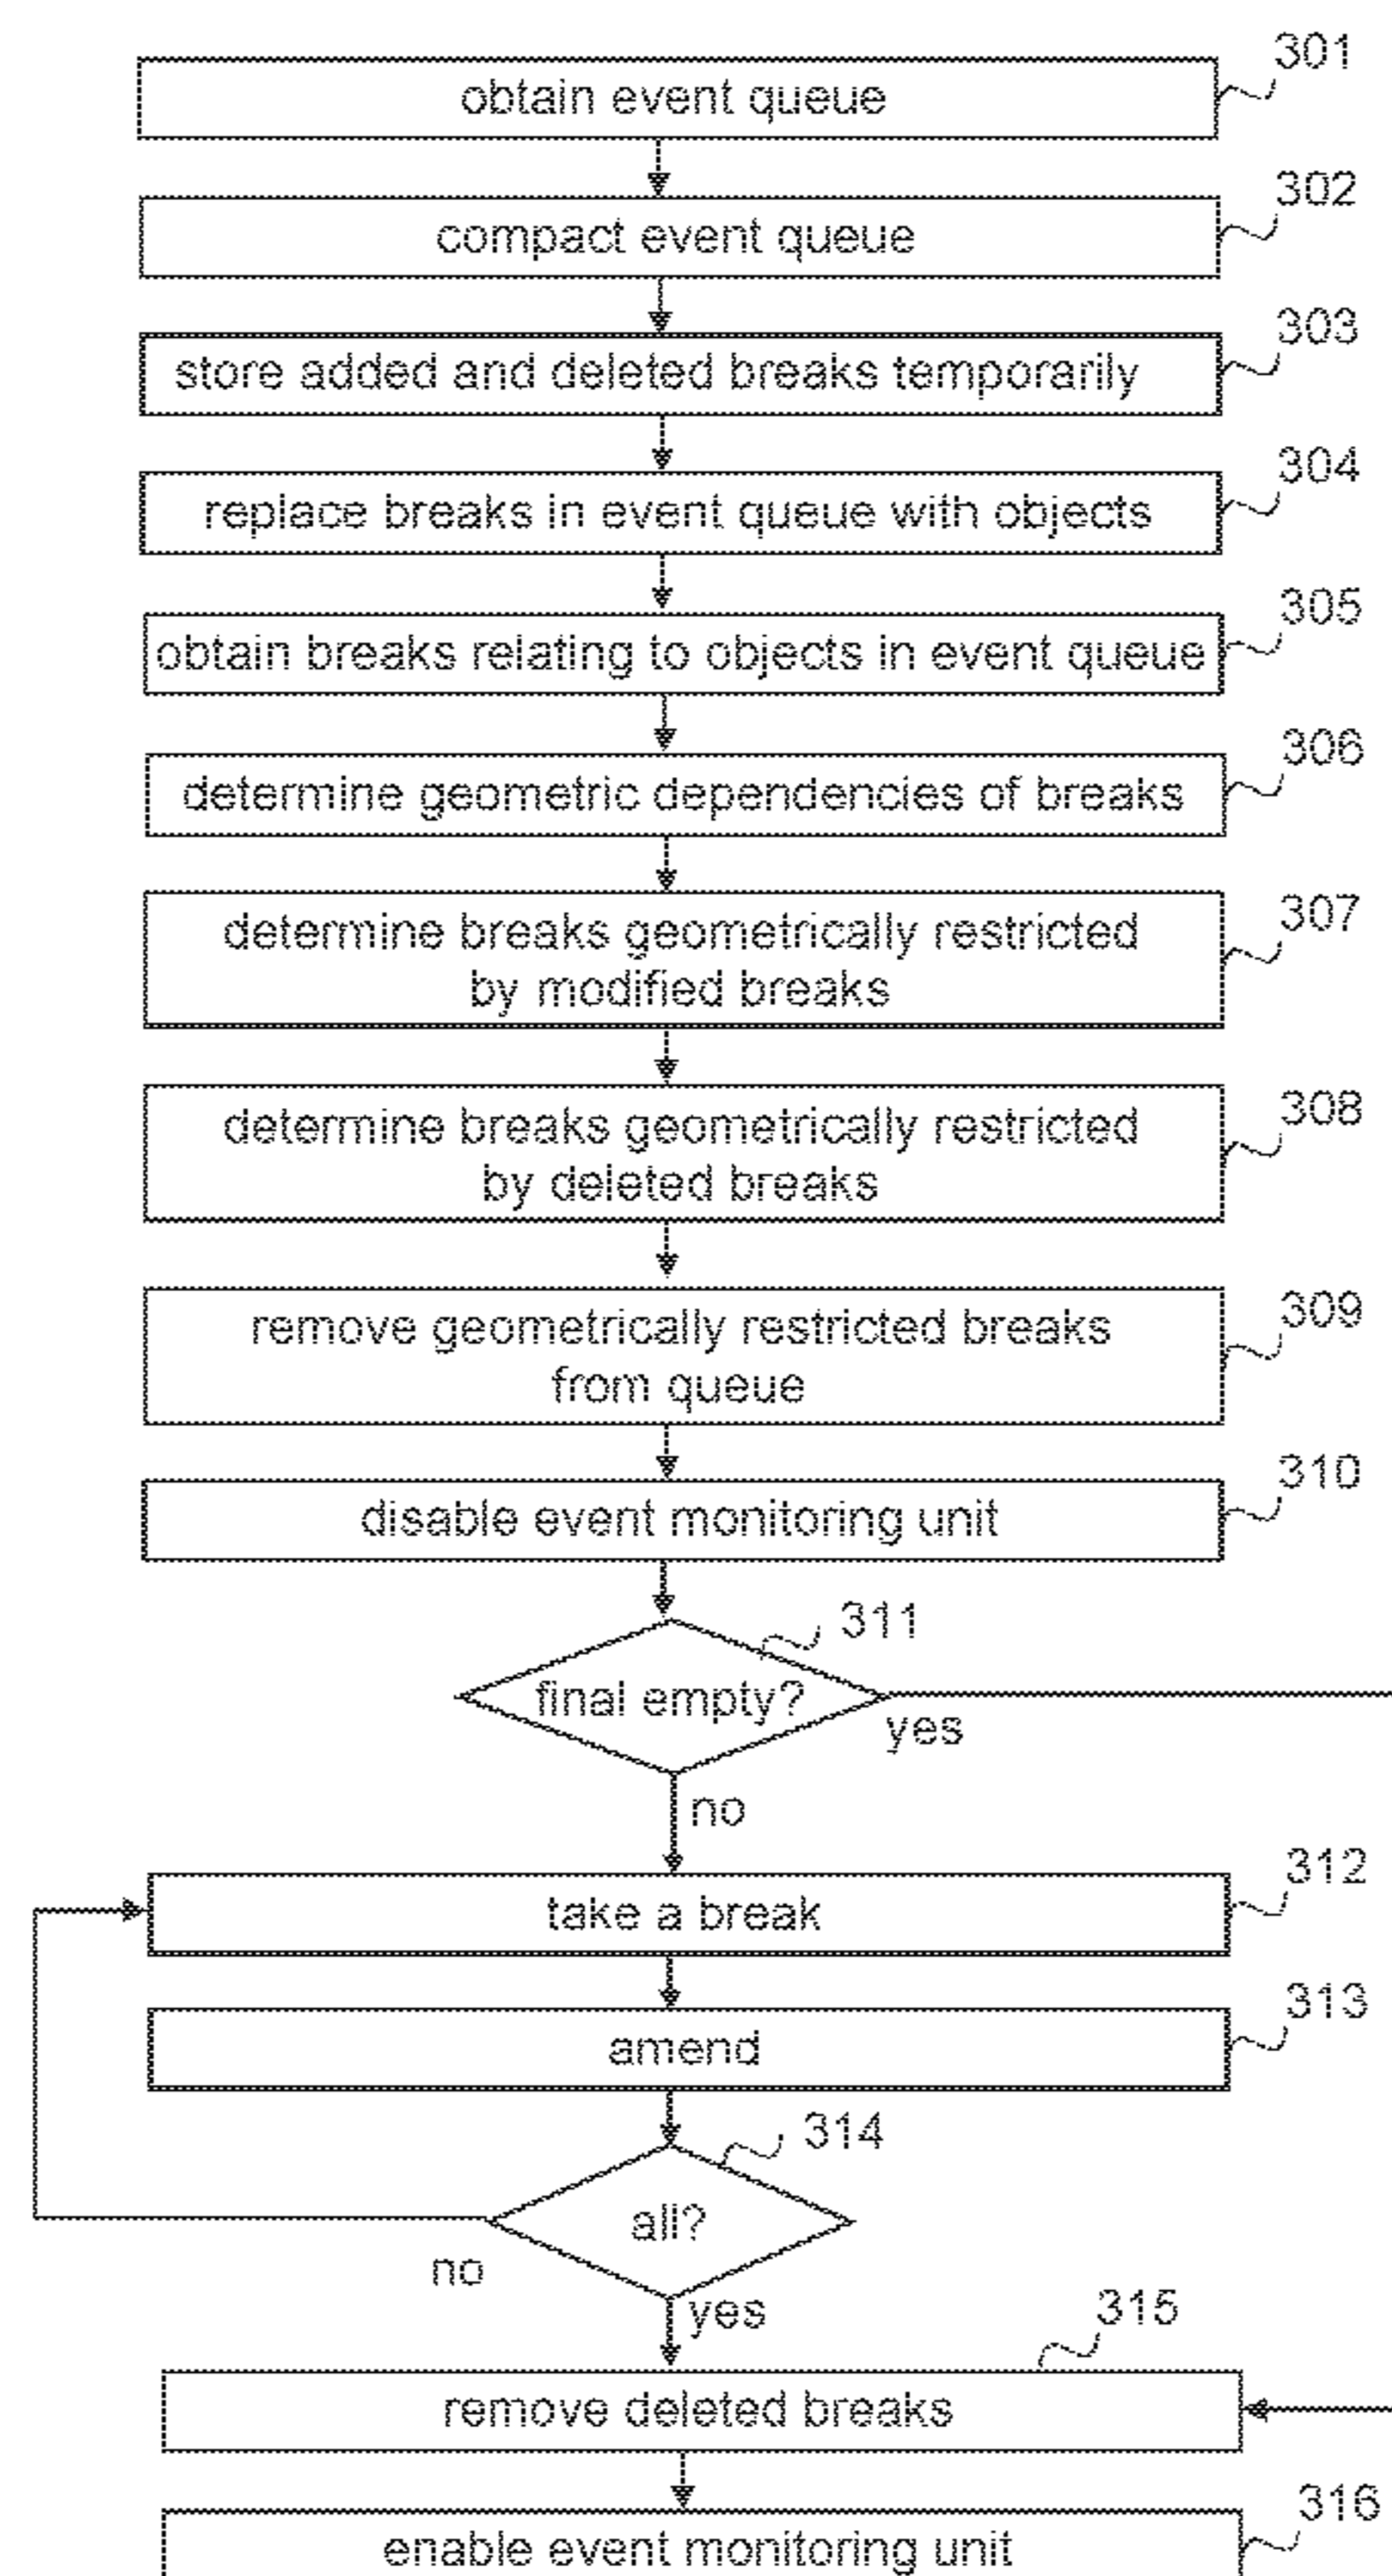 301
obtain event queue
302
compact event queue
303
store added and deleted breaks temporarily
304
replace breaks in event queue with objects
305
obtain breaks relating to objects in event queue
306
determine geometric dependencies of breaks
307
determine breaks geometrically restricted
by modified breaks
308
determine breaks geometrically restricted
by deleted breaks
309
remove geometrically restricted breaks
from queue
310
disable event monitoring unit
311
final empty?
yes
no
312
take a break
313
amend
314
all?
no
yes
315
remove deleted breaks
316
enable event monitoring unit